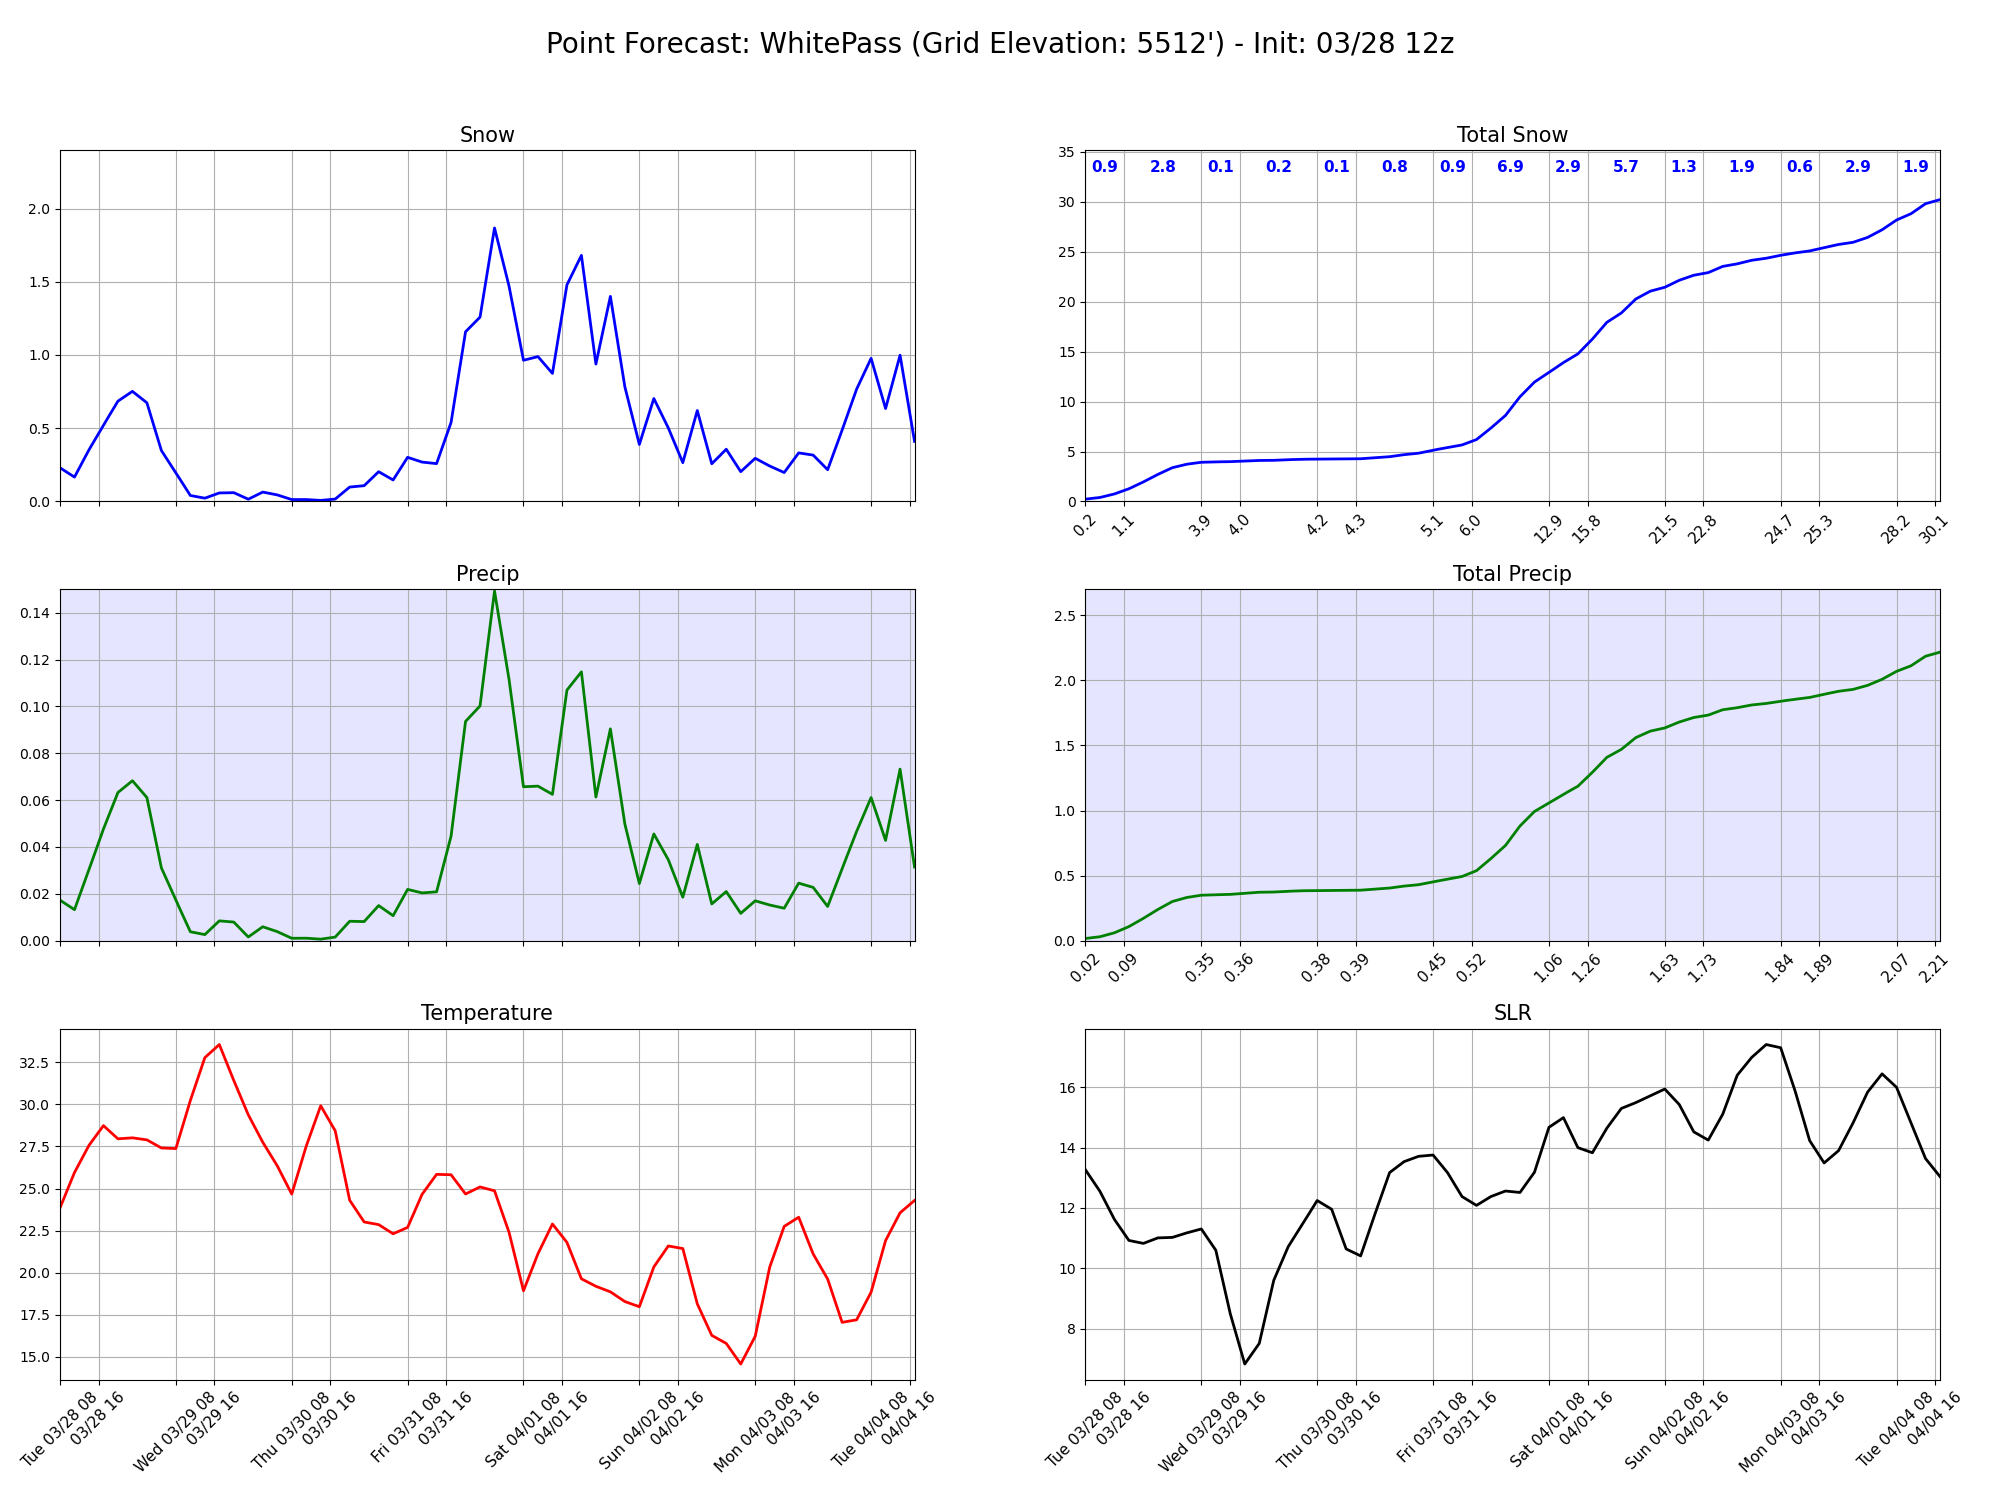 Point Forecast: WhitePass (Grid Elevation: 5512') - Init: 03/28 12z
Snow
2.0
1.5
1.0
0.5
0.0
Total Snow
0.9 2.8 0.1 0.2 0.1 0.8 0.9 6.9 2.9 5.7 1.3 1.9 0.6 2.9 1.9
35
30
25
20
15
10
5
0
0.2 1.1 3.9 4.0 4.2 4.3 5.1 6.0 12.9 15.8 21.5 22.8 24.7 25.3 28.2 30.1
Precip
0.14
0.12
0.10
0.08
0.06
0.04
0.02
0.00
Total Precip
2.5
2.0
1.5
1.0
0.5
0.0
0.02 0.09 0.35 0.36 0.38 0.39 0.45 0.52 1.06 1.26 1.63 1.73 1.84 1.89 2.07 2.21
Temperature
32.5
30.0
27.5
25.0
22.5
20.0
17.5
15.0
Tue 03/28 08
03/28 16
Wed 03/29 08
03/29 16
Thu 03/30 08
03/30 16
Fri 03/31 08
03/31 16
Sat 04/01 08
04/01 16
Sun 04/02 08
04/02 16
Mon 04/03 08
04/03 16
Tue 04/04 08
04/04 16
SLR
16
14
12
10
8
Tue 03/28 08
03/28 16
Wed 03/29 08
03/29 16
Thu 03/30 08
03/30 16
Fri 03/31 08
03/31 16
Sat 04/01 08
04/01 16
Sun 04/02 08
04/02 16
Mon 04/03 08
04/03 16
Tue 04/04 08
04/04 16